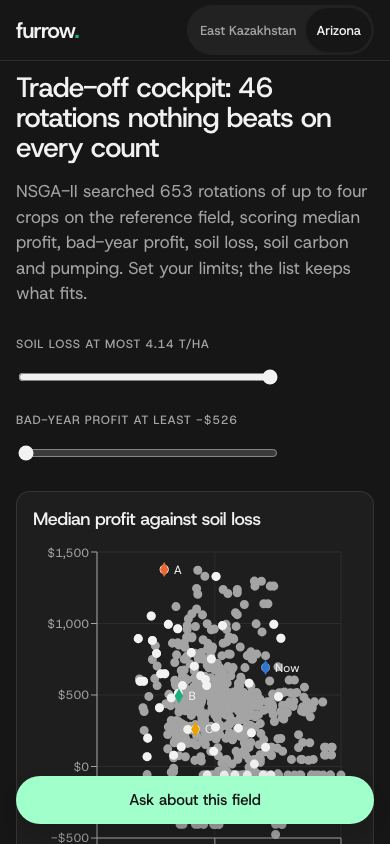 furrow.
East Kazakhstan
Arizona
Trade-off cockpit: 46
rotations nothing beats on
every count
NSGA-II searched 653 rotations of up to four
crops on the reference field, scoring median
profit, bad-year profit, soil loss, soil carbon
and pumping. Set your limits; the list keeps
what fits.
SOIL LOSS AT MOST 4.14 T/HA
BAD-YEAR PROFIT AT LEAST -$526
Median profit against soil loss
$1,500
A
$1,000
Now
$500
B
C
$0
Ask about this field
-$500